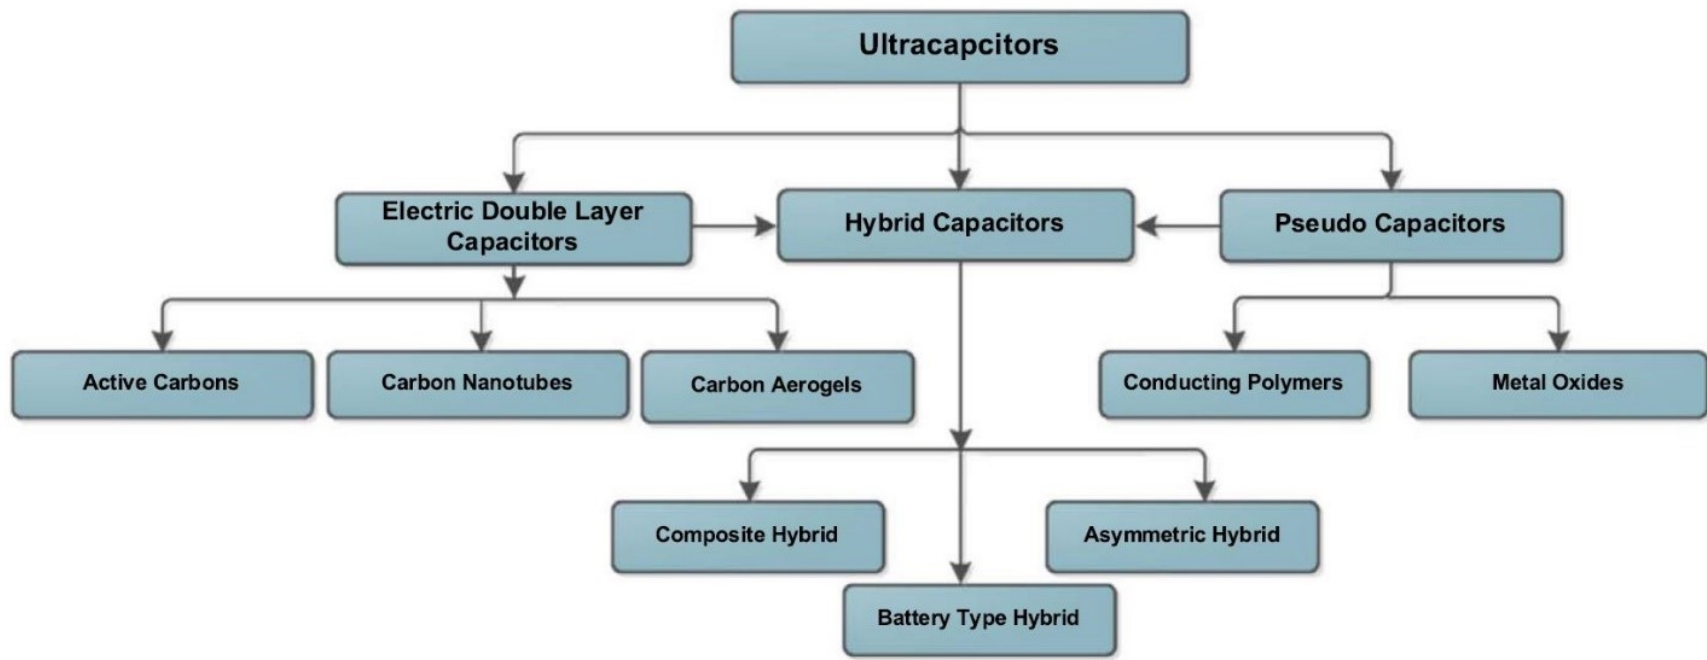 Ultracapcitors
Electric Double Layer
Capacitors
Hybrid Capacitors
Pseudo Capacitors
Active Carbons
Carbon Nanotubes
Carbon Aerogels
Conducting Polymers
Metal Oxides
Composite Hybrid
Asymmetric Hybrid
Battery Type Hybrid